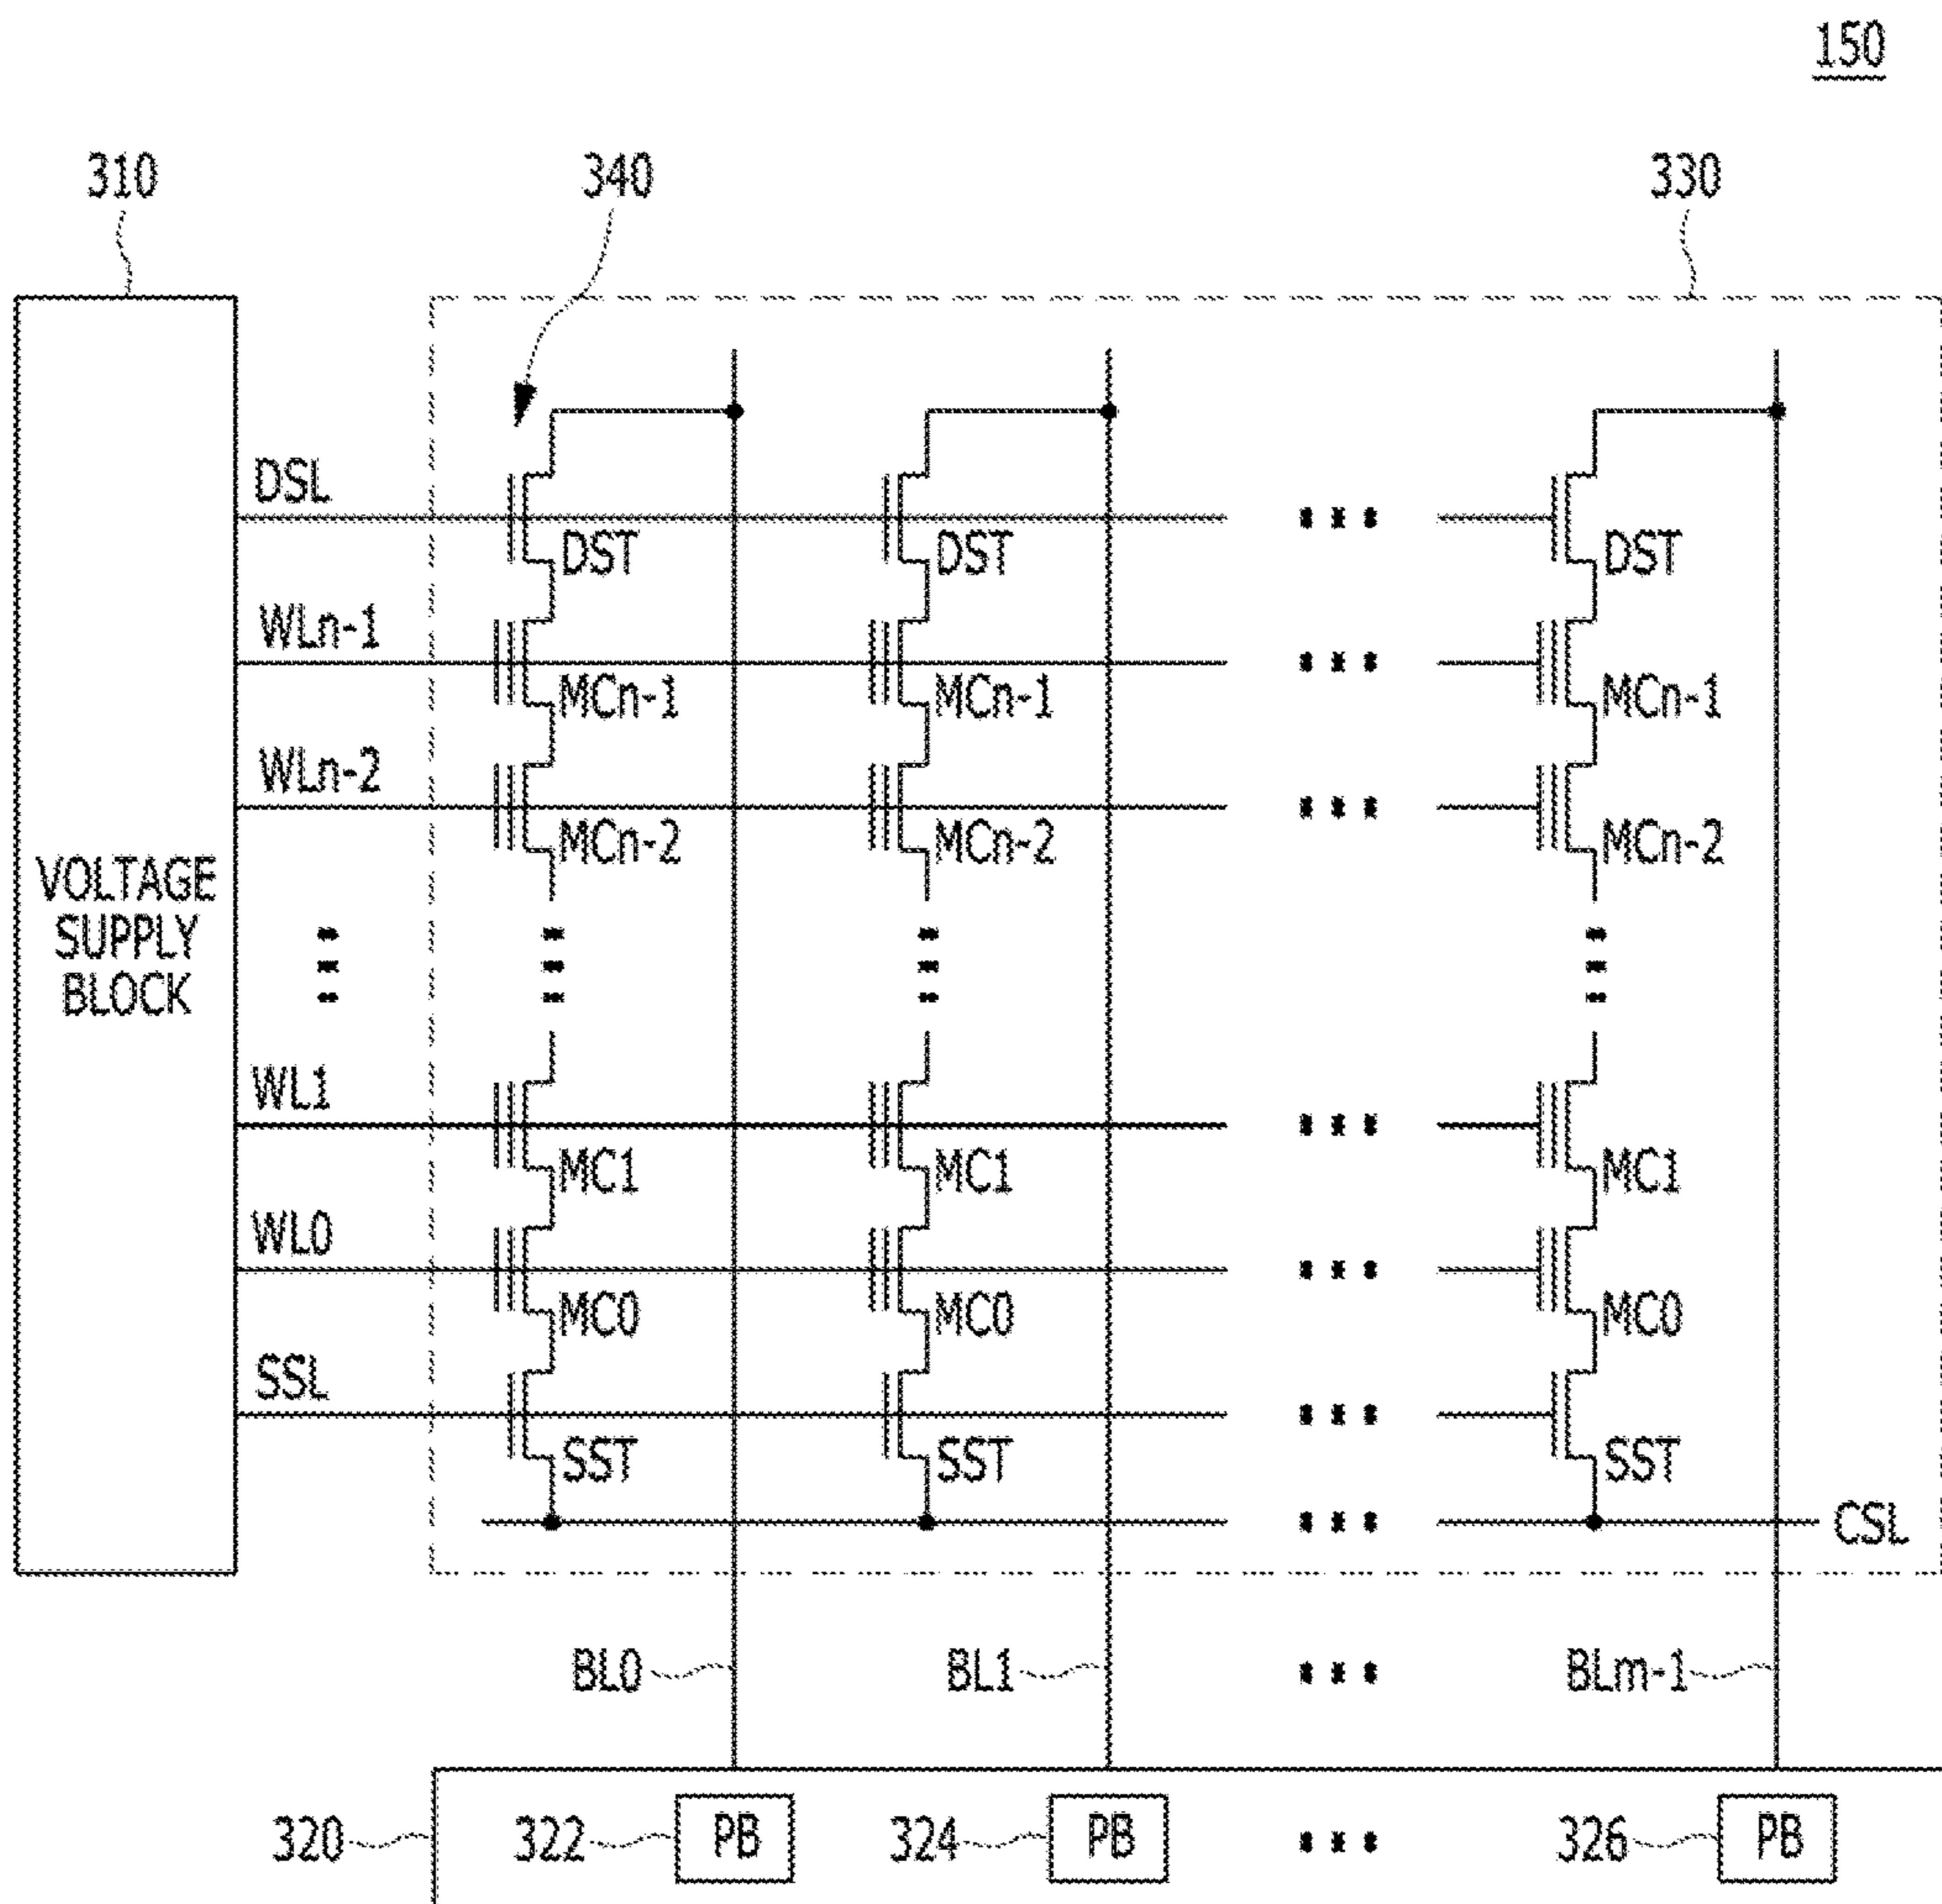 150
310
340
330
DSL
DST
DST
DST
WLn-1
MCn-1
MCn-1
MCn-1
WLn-2
MCn-2
MCn-2
MCn-2
VOLTAGE
SUPPLY
BLOCK
WL1
MC1
MC1
MC1
WL0
MC0
MC0
MC0
SSL
SST
SST
SST
CSL
BL0
BL1
BLm-1
320
322
PB
324
PB
326
PB